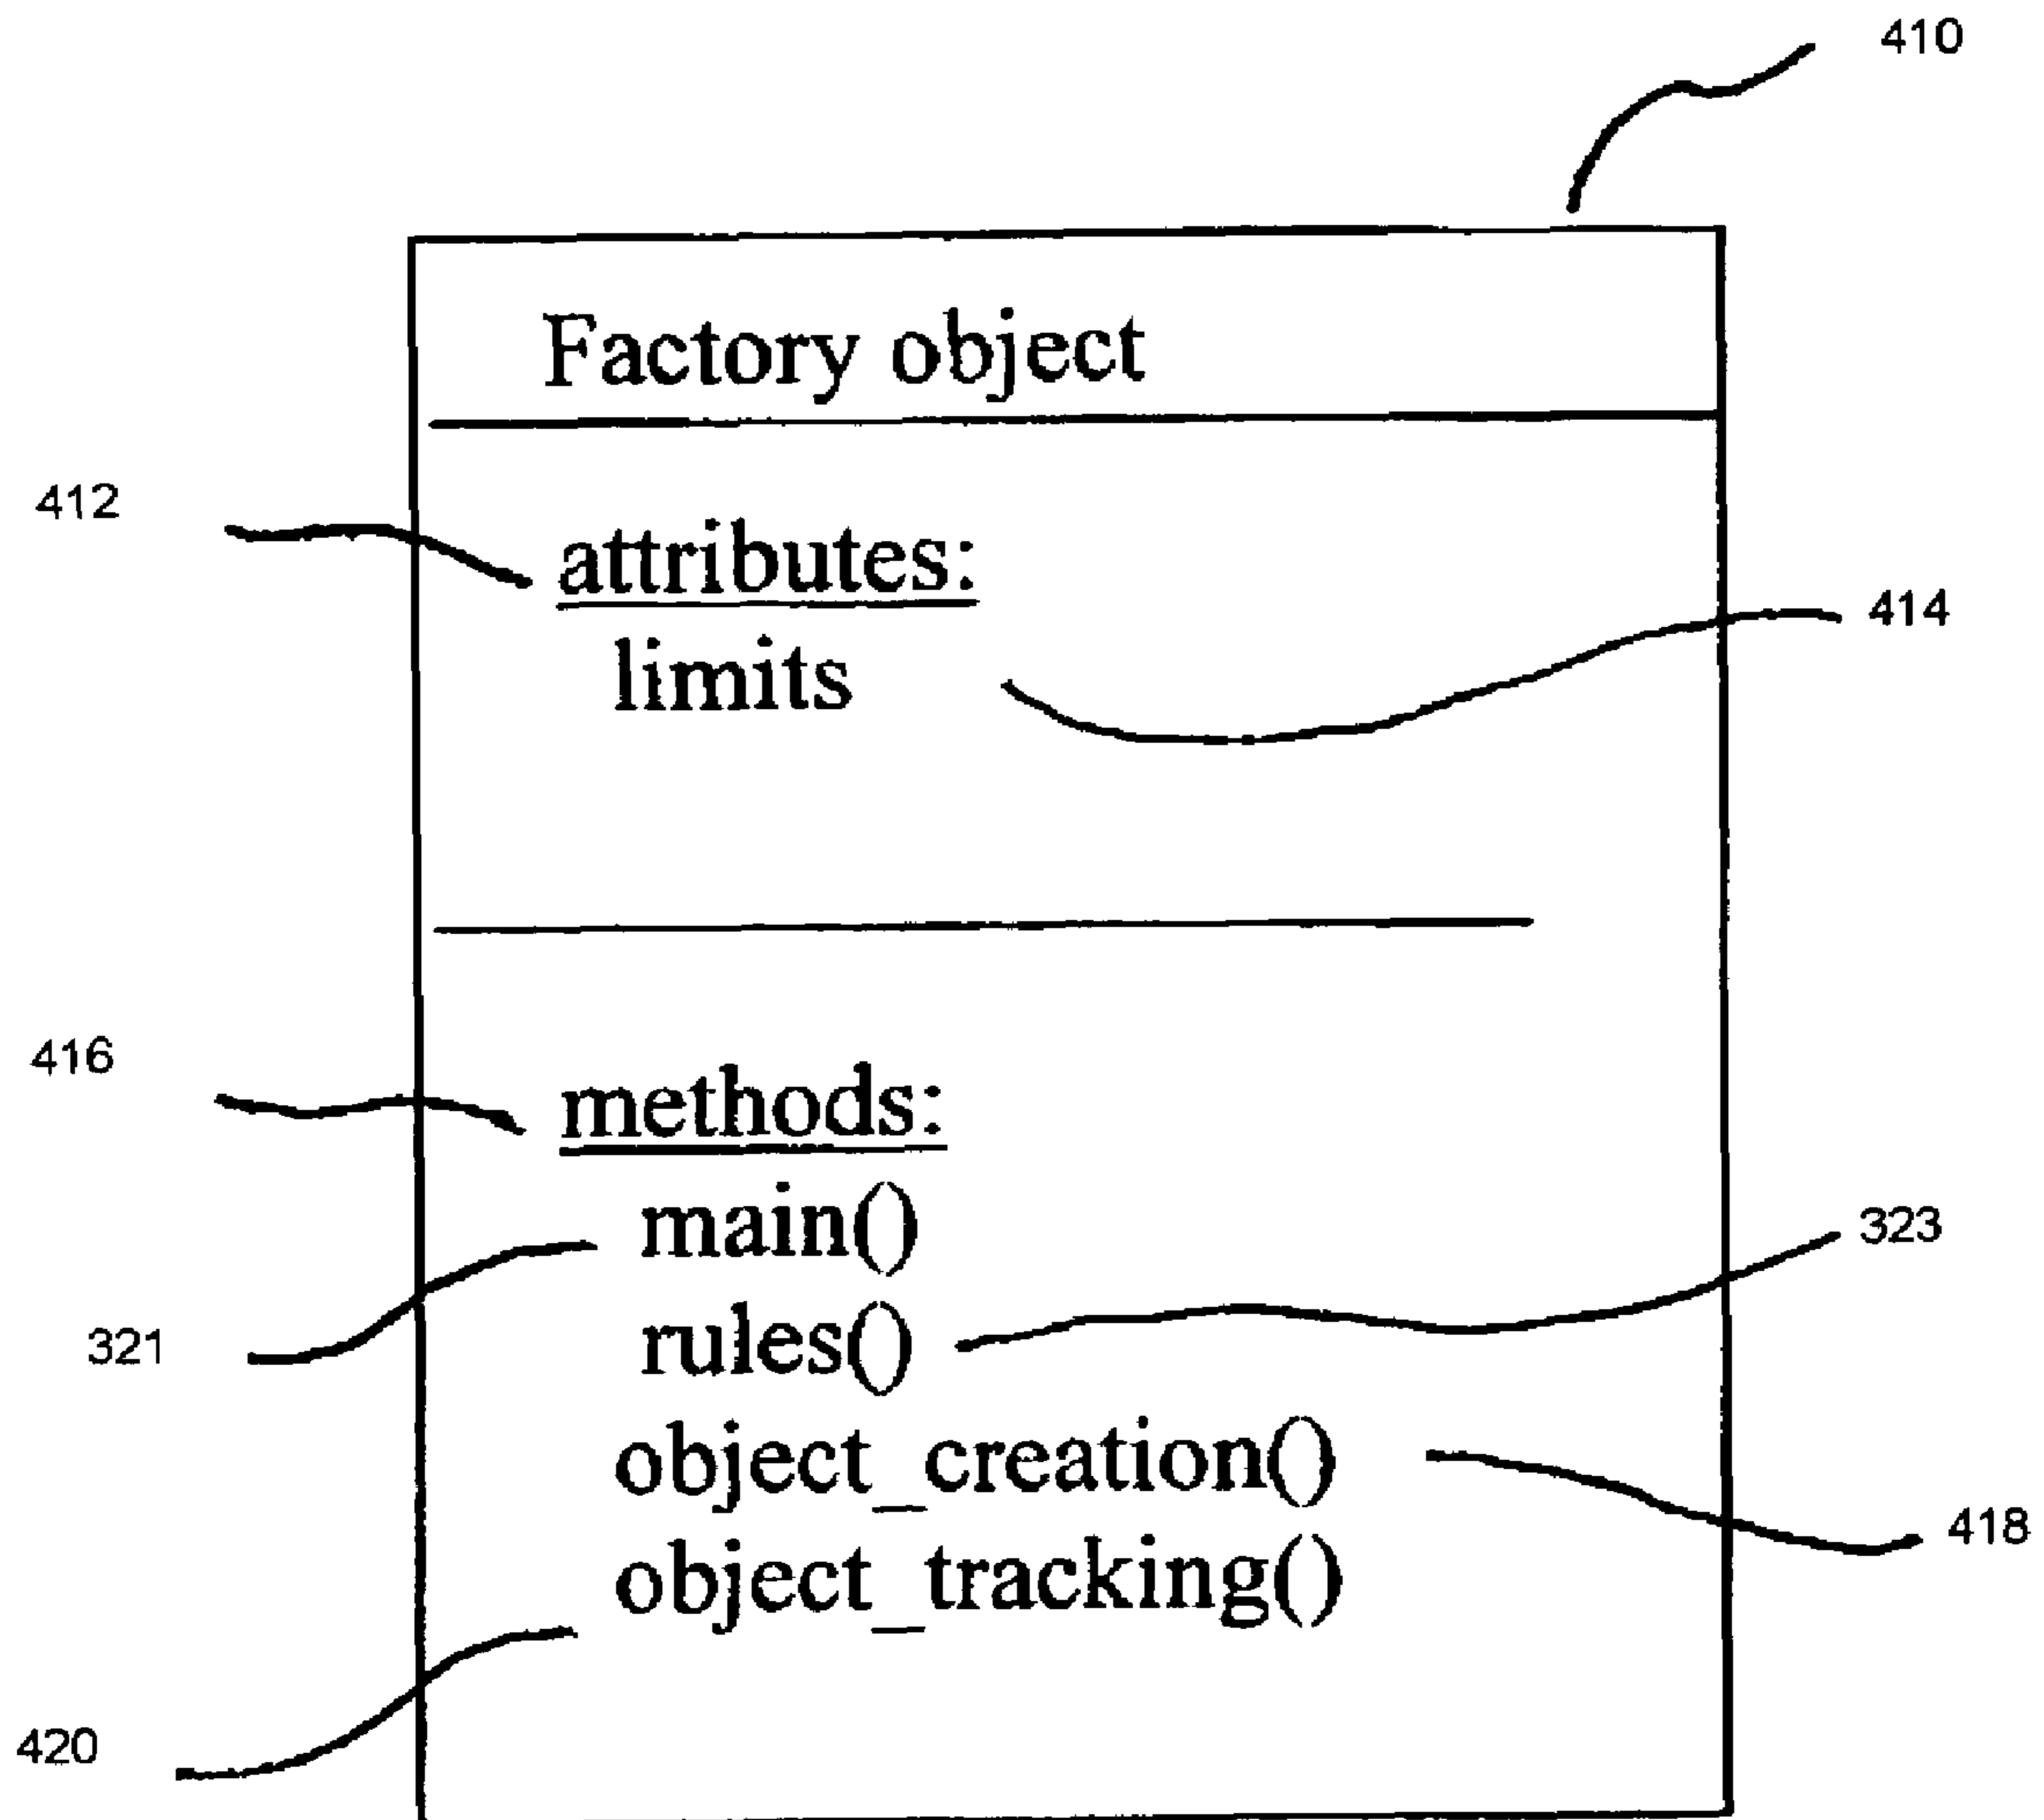 410
Factory object
412
attributes:
414
limits
416
methods:
main()
323
321
rules()
object_creation()
418
object_tracking()
420